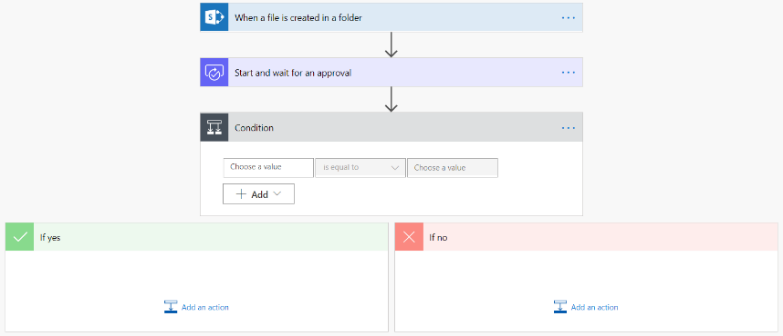 When a file is created in a folder
Start and wait for an approval
Condition
Choose a value is equal to Choose a value
+ Add
If yes If no
Add an action Add an action